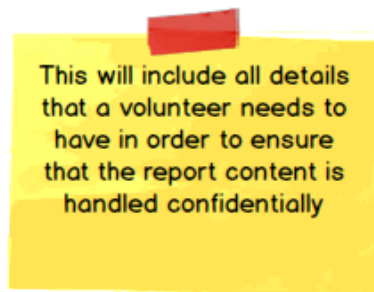 This will include all details
that a volunteer needs to
have in order to ensure
that the report content is
handled confidentially